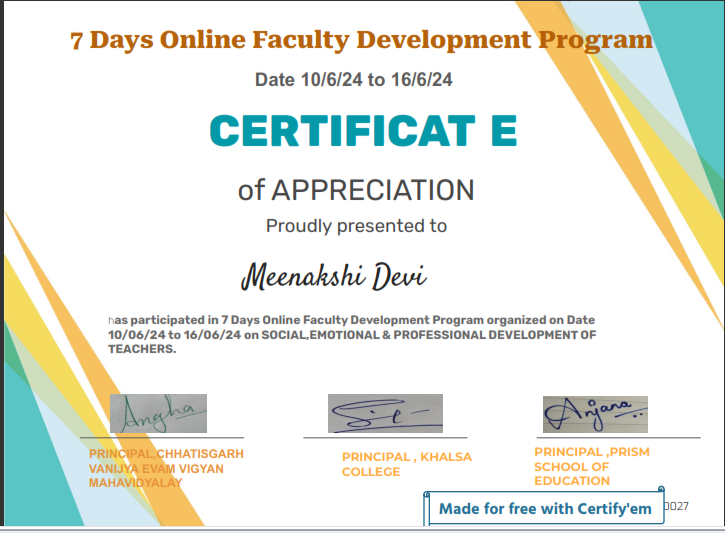 7 Days Online Faculty Development Program
Date 10/6/24 to 16/6/24
CERTIFICAT E
of APPRECIATION
Proudly presented to
Meenakshi Devi
has participated in 7 Days Online Faculty Development Program organized on Date
10/06/24 to 16/06/24 on SOCIAL,EMOTIONAL & PROFESSIONAL DEVELOPMENT OF
TEACHERS.
Angha
Anjana
PRINCIPAL,CHHATISGARH
VANIJYA EVAM VIGYAN
MAHAVIDYALAY
PRINCIPAL , KHALSA
COLLEGE
PRINCIPAL ,PRISM
SCHOOL OF
EDUCATION
Made for free with Certify'em
0027